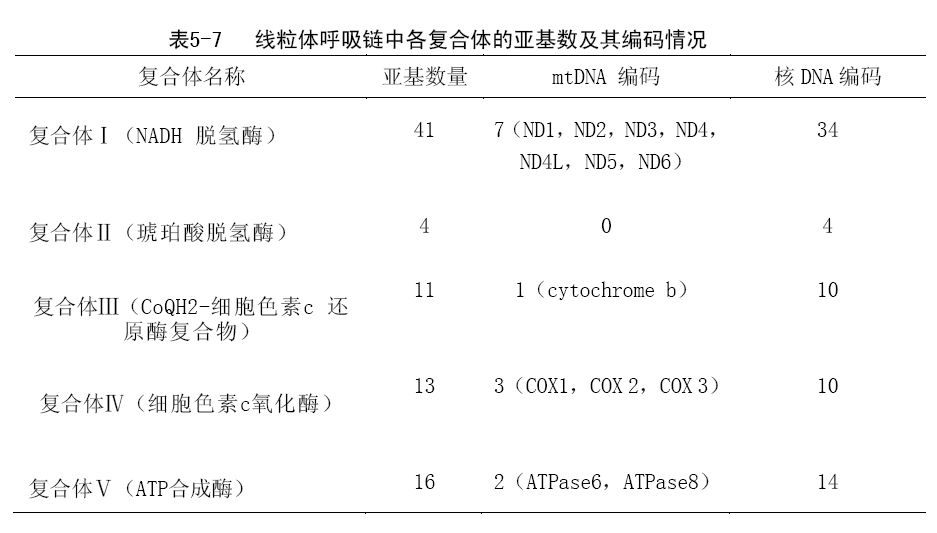 表5-7 线粒体呼吸链中各复合体的亚基数及其编码情况
复合体名称 亚基数量 mtDNA 编码 核 DNA 编码
复合体Ⅰ（NADH 脱氢酶） 41 7（ND1，ND2，ND3，ND4， 34
ND4L，ND5，ND6）
复合体Ⅱ（琥珀酸脱氢酶） 4 0 4
复合体Ⅲ（CoQH2-细胞色素c 还 11 1（cytochrome b） 10
原酶复合物）
复合体Ⅳ（细胞色素c氧化酶） 13 3（COX1，COX 2，COX 3） 10
复合体Ⅴ（ATP合成酶） 16 2（ATPase6，ATPase8） 14